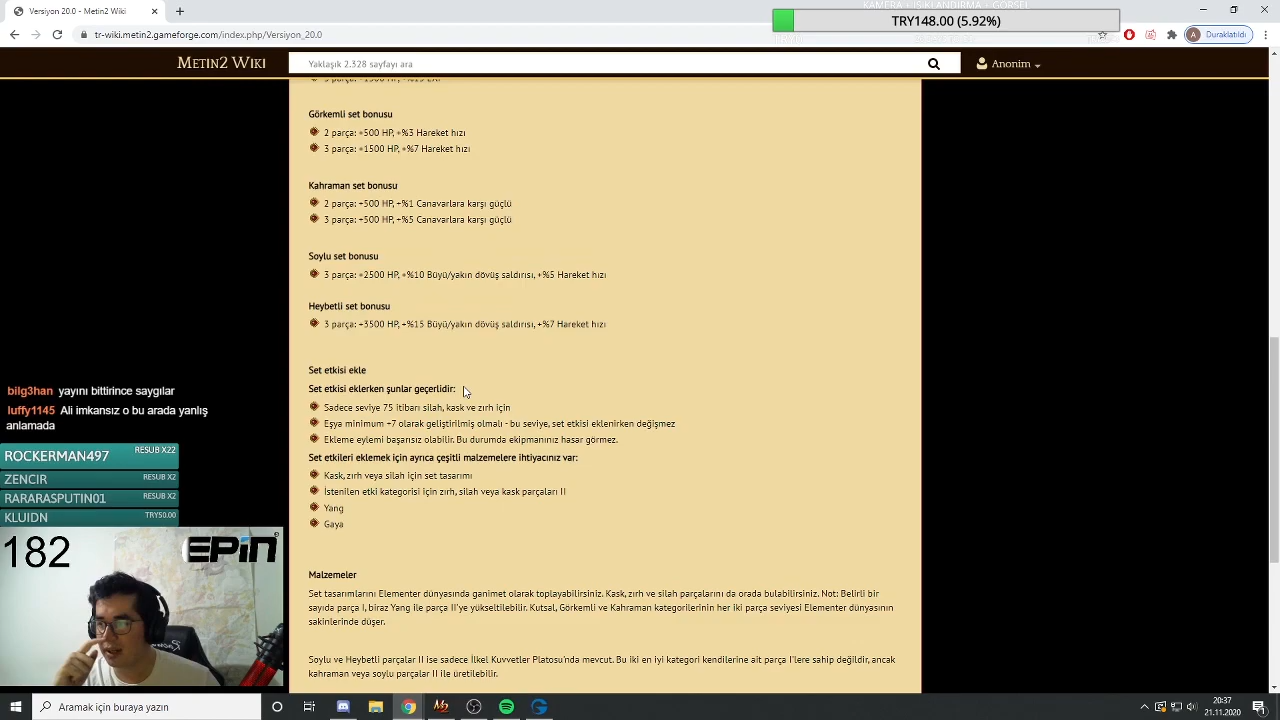 Versiyon 20.0
KAMERA + IŞIKLANDIRMA + GÖRSEL
TRY148.00 (5.92%)
tr-wiki.metin2.gameforge.com/index.php/Versiyon_20.0
A Duraklatıldı
METIN2 WIKI
Yaklaşık 2.328 sayfayı ara
Anonim
Görkemli set bonusu
2 parça: +500 HP, +%3 Hareket hızı
3 parça: +1500 HP, +%7 Hareket hızı
Kahraman set bonusu
2 parça: +500 HP, +%1 Canavarlara karşı güçlü
3 parça: +500 HP, +%5 Canavarlara karşı güçlü
Soylu set bonusu
3 parça: +2500 HP, +%10 Büyü/yakın dövüş saldırısı, +%5 Hareket hızı
Heybetli set bonusu
3 parça: +3500 HP, +%15 Büyü/yakın dövüş saldırısı, +%7 Hareket hızı
Set etkisi ekle
Set etkisi eklerken şunlar geçerlidir:
Sadece seviye 75 itibarı silah, kask ve zırh için
Eşya minimum +7 olarak geliştirilmiş olmalı - bu seviye, set etkisi eklenirken değişmez
Ekleme eylemi başarısız olabilir. Bu durumda ekipmanınız hasar görmez.
Set etkileri eklemek için ayrıca çeşitli malzemelere ihtiyacınız var:
Kask, zırh veya silah için set tasarımı
İstenilen etki kategorisi için zırh, silah veya kask parçaları II
Yang
Gaya
Malzemeler
Set tasarımlarını Elementer dünyasında ganimet olarak toplayabilirsiniz. Kask, zırh ve silah parçalarını da orada bulabilirsiniz. Not: Belirli bir
sayıda parça I, biraz Yang ile parça II'ye yükseltilebilir. Kutsal, Görkemli ve Kahraman kategorilerinin her iki parça seviyesi Elementer dünyasının
sakinlerinde düşer.
Soylu ve Heybetli parçalar II ise sadece İlkel Kuvvetler Platosu'nda mevcut. Bu iki en iyi kategori kendilerine ait parça I'lere sahip değildir, ancak
kahraman veya soylu parçalar II ile üretilebilir.
bilg3han yayını bittirince saygılar
luffy1145 Ali imkansız o bu arada yanlış
anlamada
ROCKERMAN497 RESUB X22
ZENCIR RESUB X2
RARARASPUTIN01 RESUB X2
KLUIDN TRY50.00
182
EPİN
Aramak için buraya yazın
20:37
21.11.2020